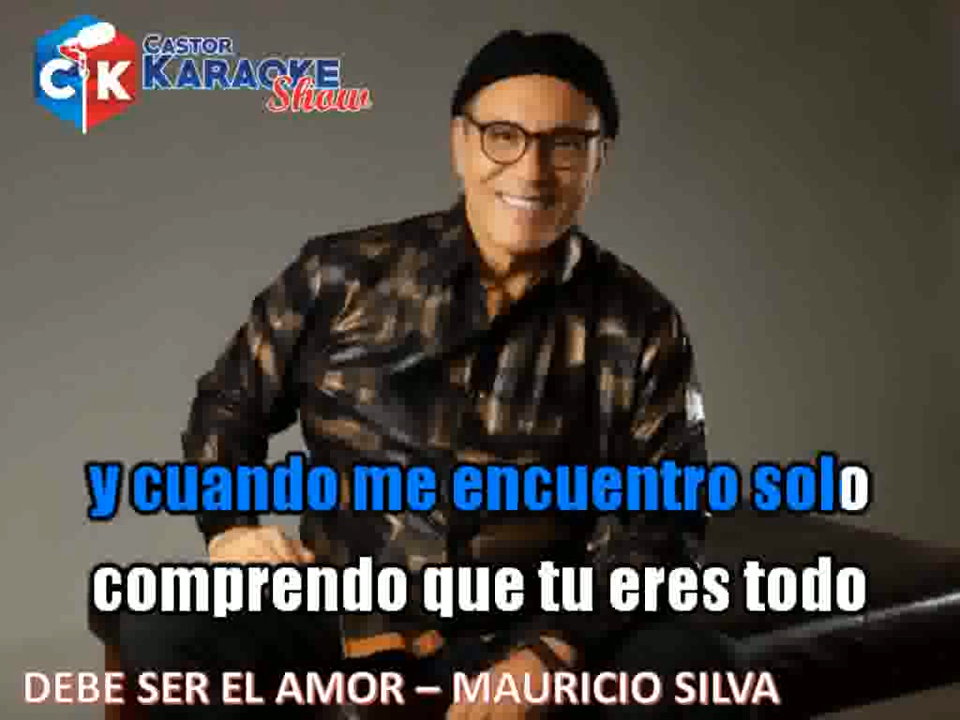 CK
CASTOR
KARAOKE
Show
y cuando me encuentro solo
comprendo que tu eres todo
DEBE SER EL AMOR – MAURICIO SILVA